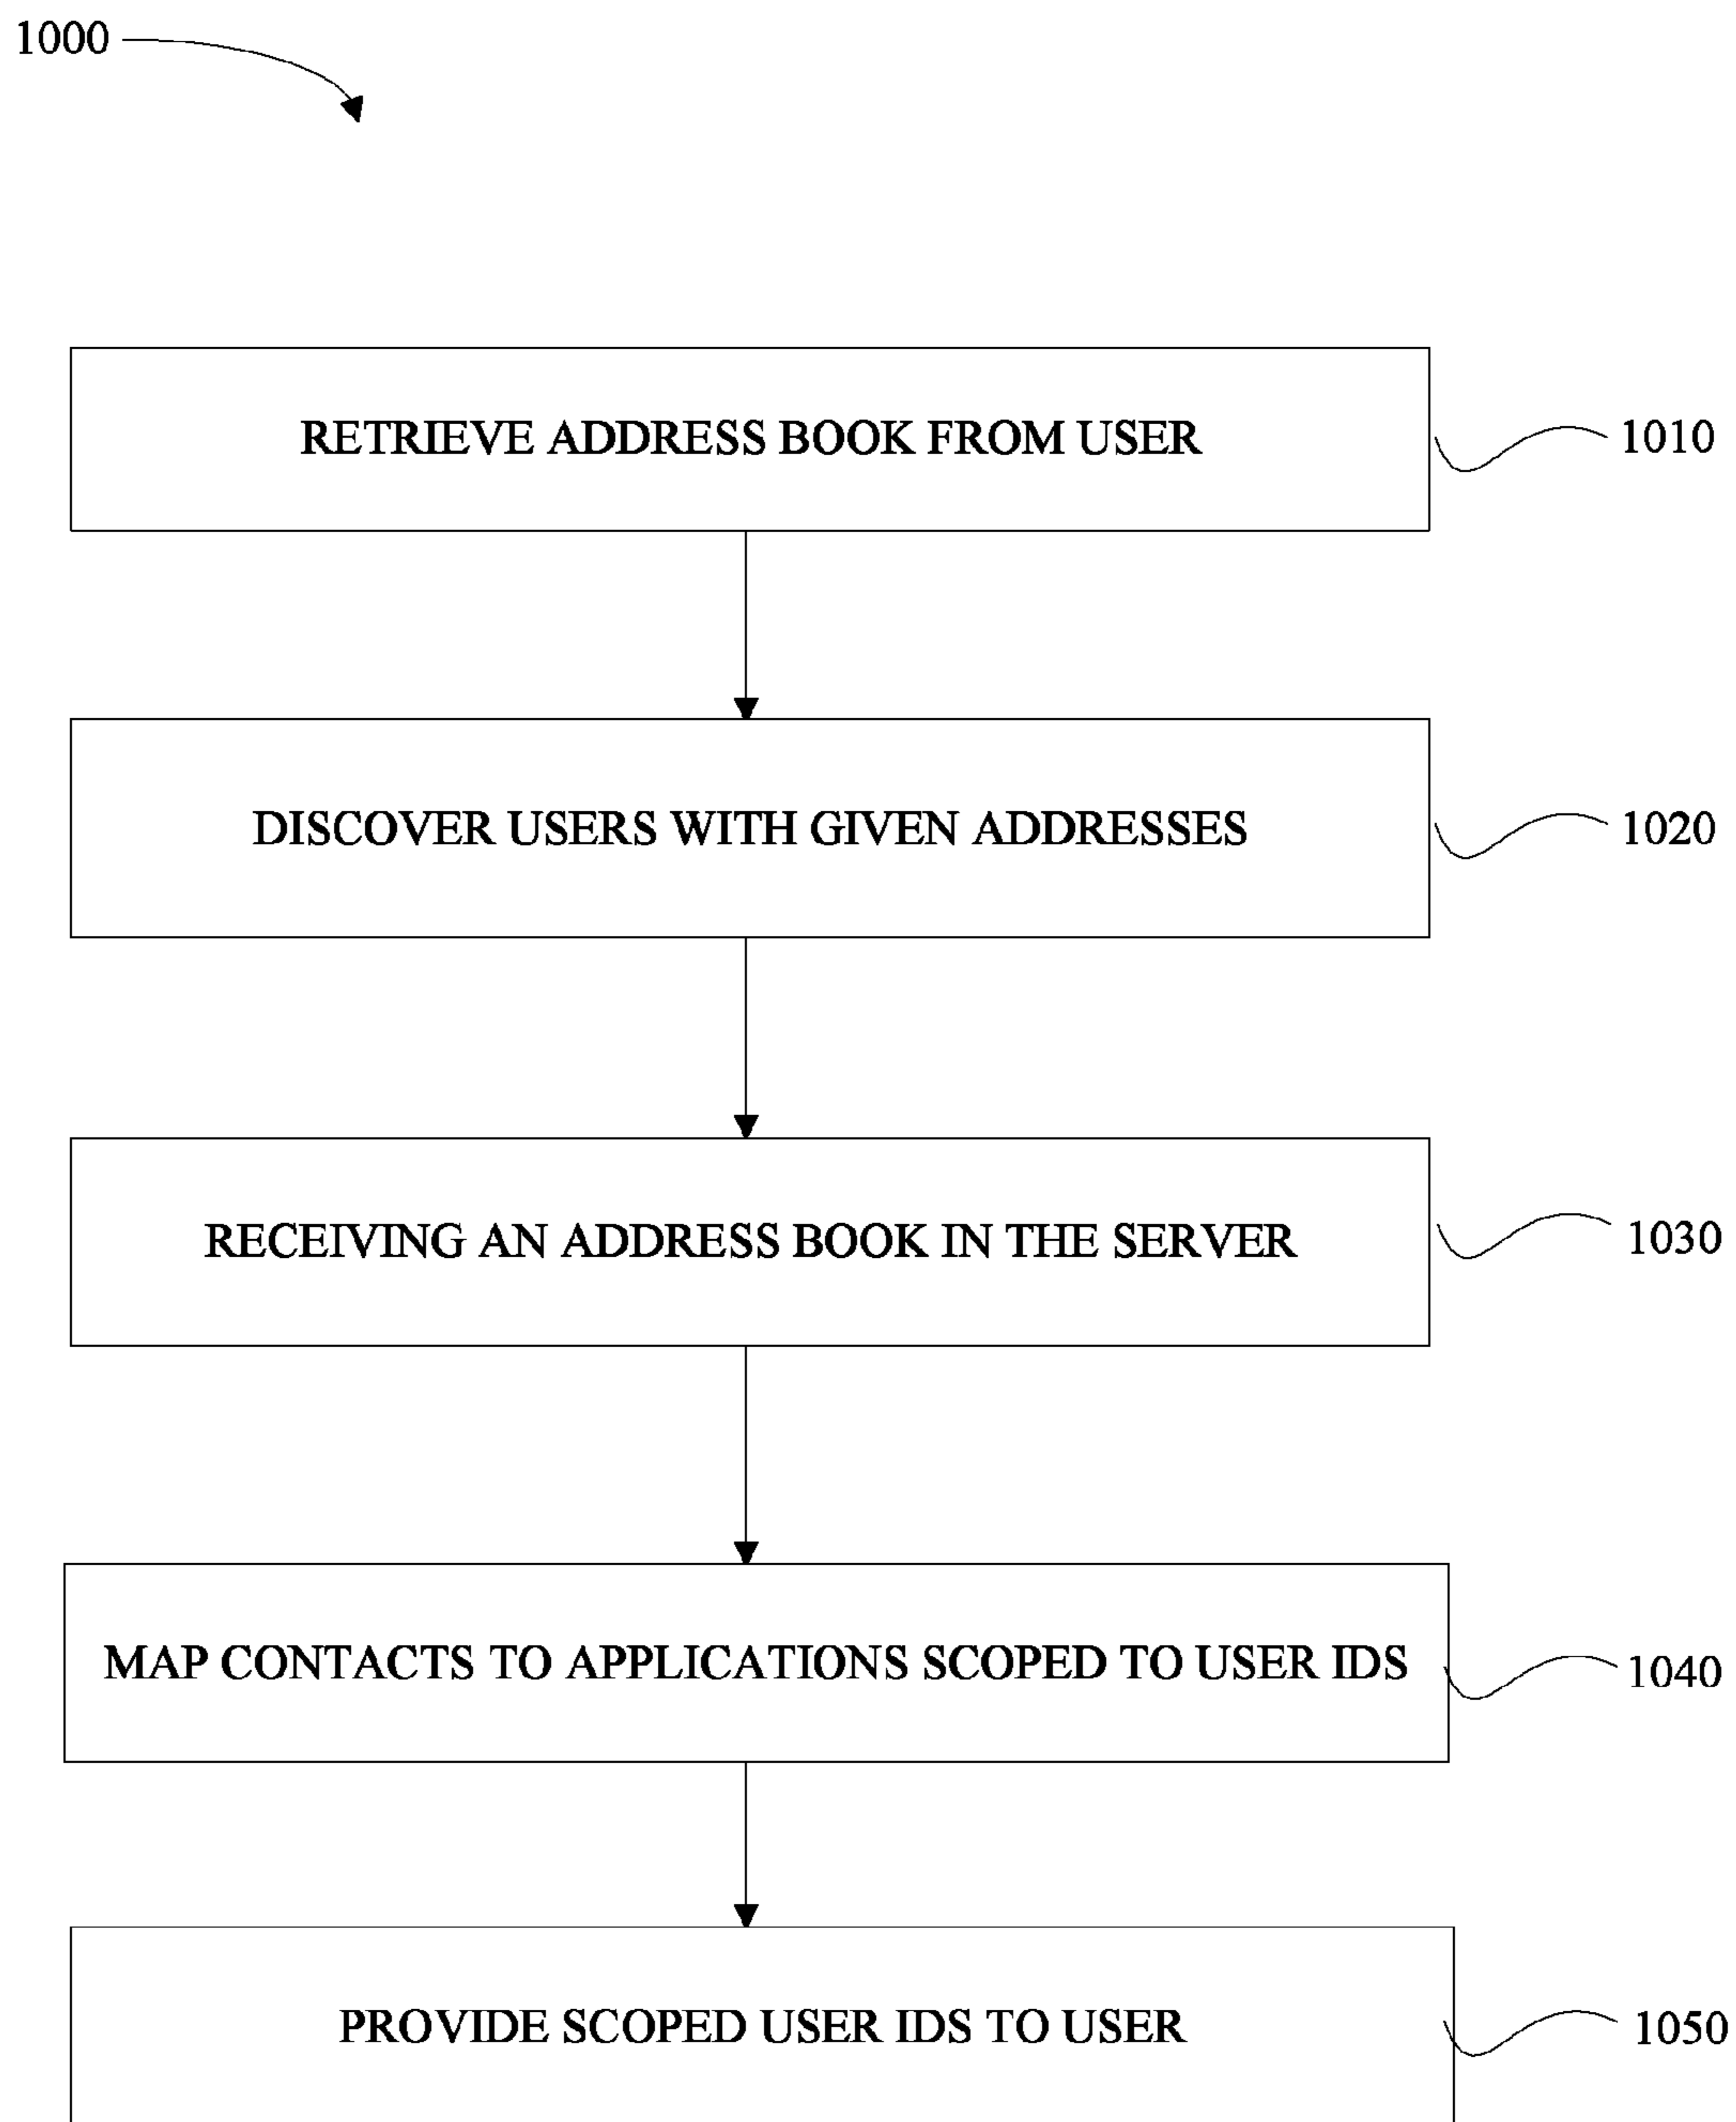 1000
RETRIEVE ADDRESS BOOK FROM USER
1010
DISCOVER USERS WITH GIVEN ADDRESSES
1020
RECEIVING AN ADDRESS BOOK IN THE SERVER
1030
MAP CONTACTS TO APPLICATIONS SCOPED TO USER IDS
1040
PROVIDE SCOPED USER IDS TO USER
1050